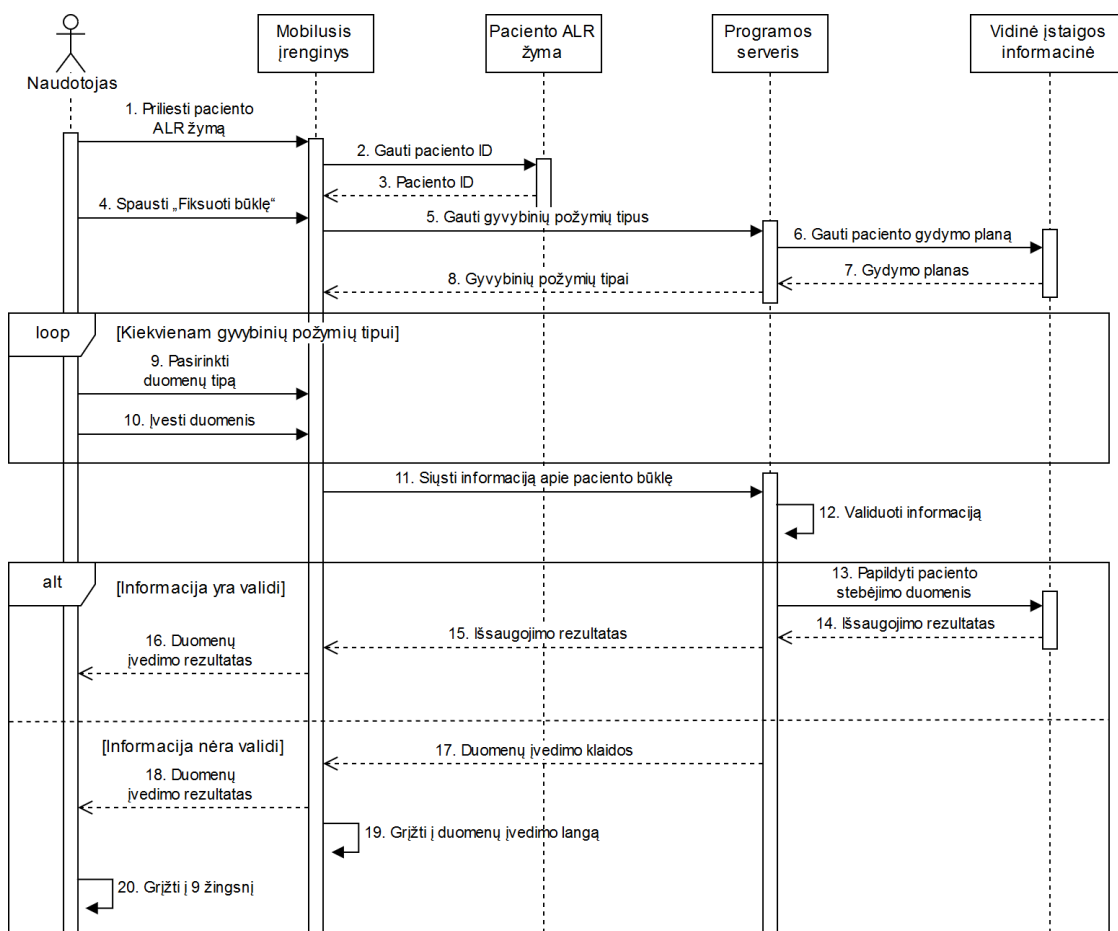 Mobilusis
įrenginys
Paciento ALR
žyma
Programos
serveris
Vidinė įstaigos
informacinė
Naudotojas
1. Priliesti paciento
ALR žymą
2. Gauti paciento ID
3. Paciento ID
4. Spausti „Fiksuoti būklę“
5. Gauti gyvybinių požymių tipus
6. Gauti paciento gydymo planą
7. Gydymo planas
8. Gyvybinių požymių tipai
loop
[Kiekvienam gyvybinių požymių tipui]
9. Pasirinkti
duomenų tipą
10. Įvesti duomenis
11. Siųsti informaciją apie paciento būklę
12. Validuoti informaciją
alt
[Informacija yra validi]
13. Papildyti paciento
stebėjimo duomenis
14. Išsaugojimo rezultatas
15. Išsaugojimo rezultatas
16. Duomenų
įvedimo rezultatas
[Informacija nėra validi]
17. Duomenų įvedimo klaidos
18. Duomenų
įvedimo rezultatas
19. Grįžti į duomenų įvedimo langą
20. Grįžti į 9 žingsnį